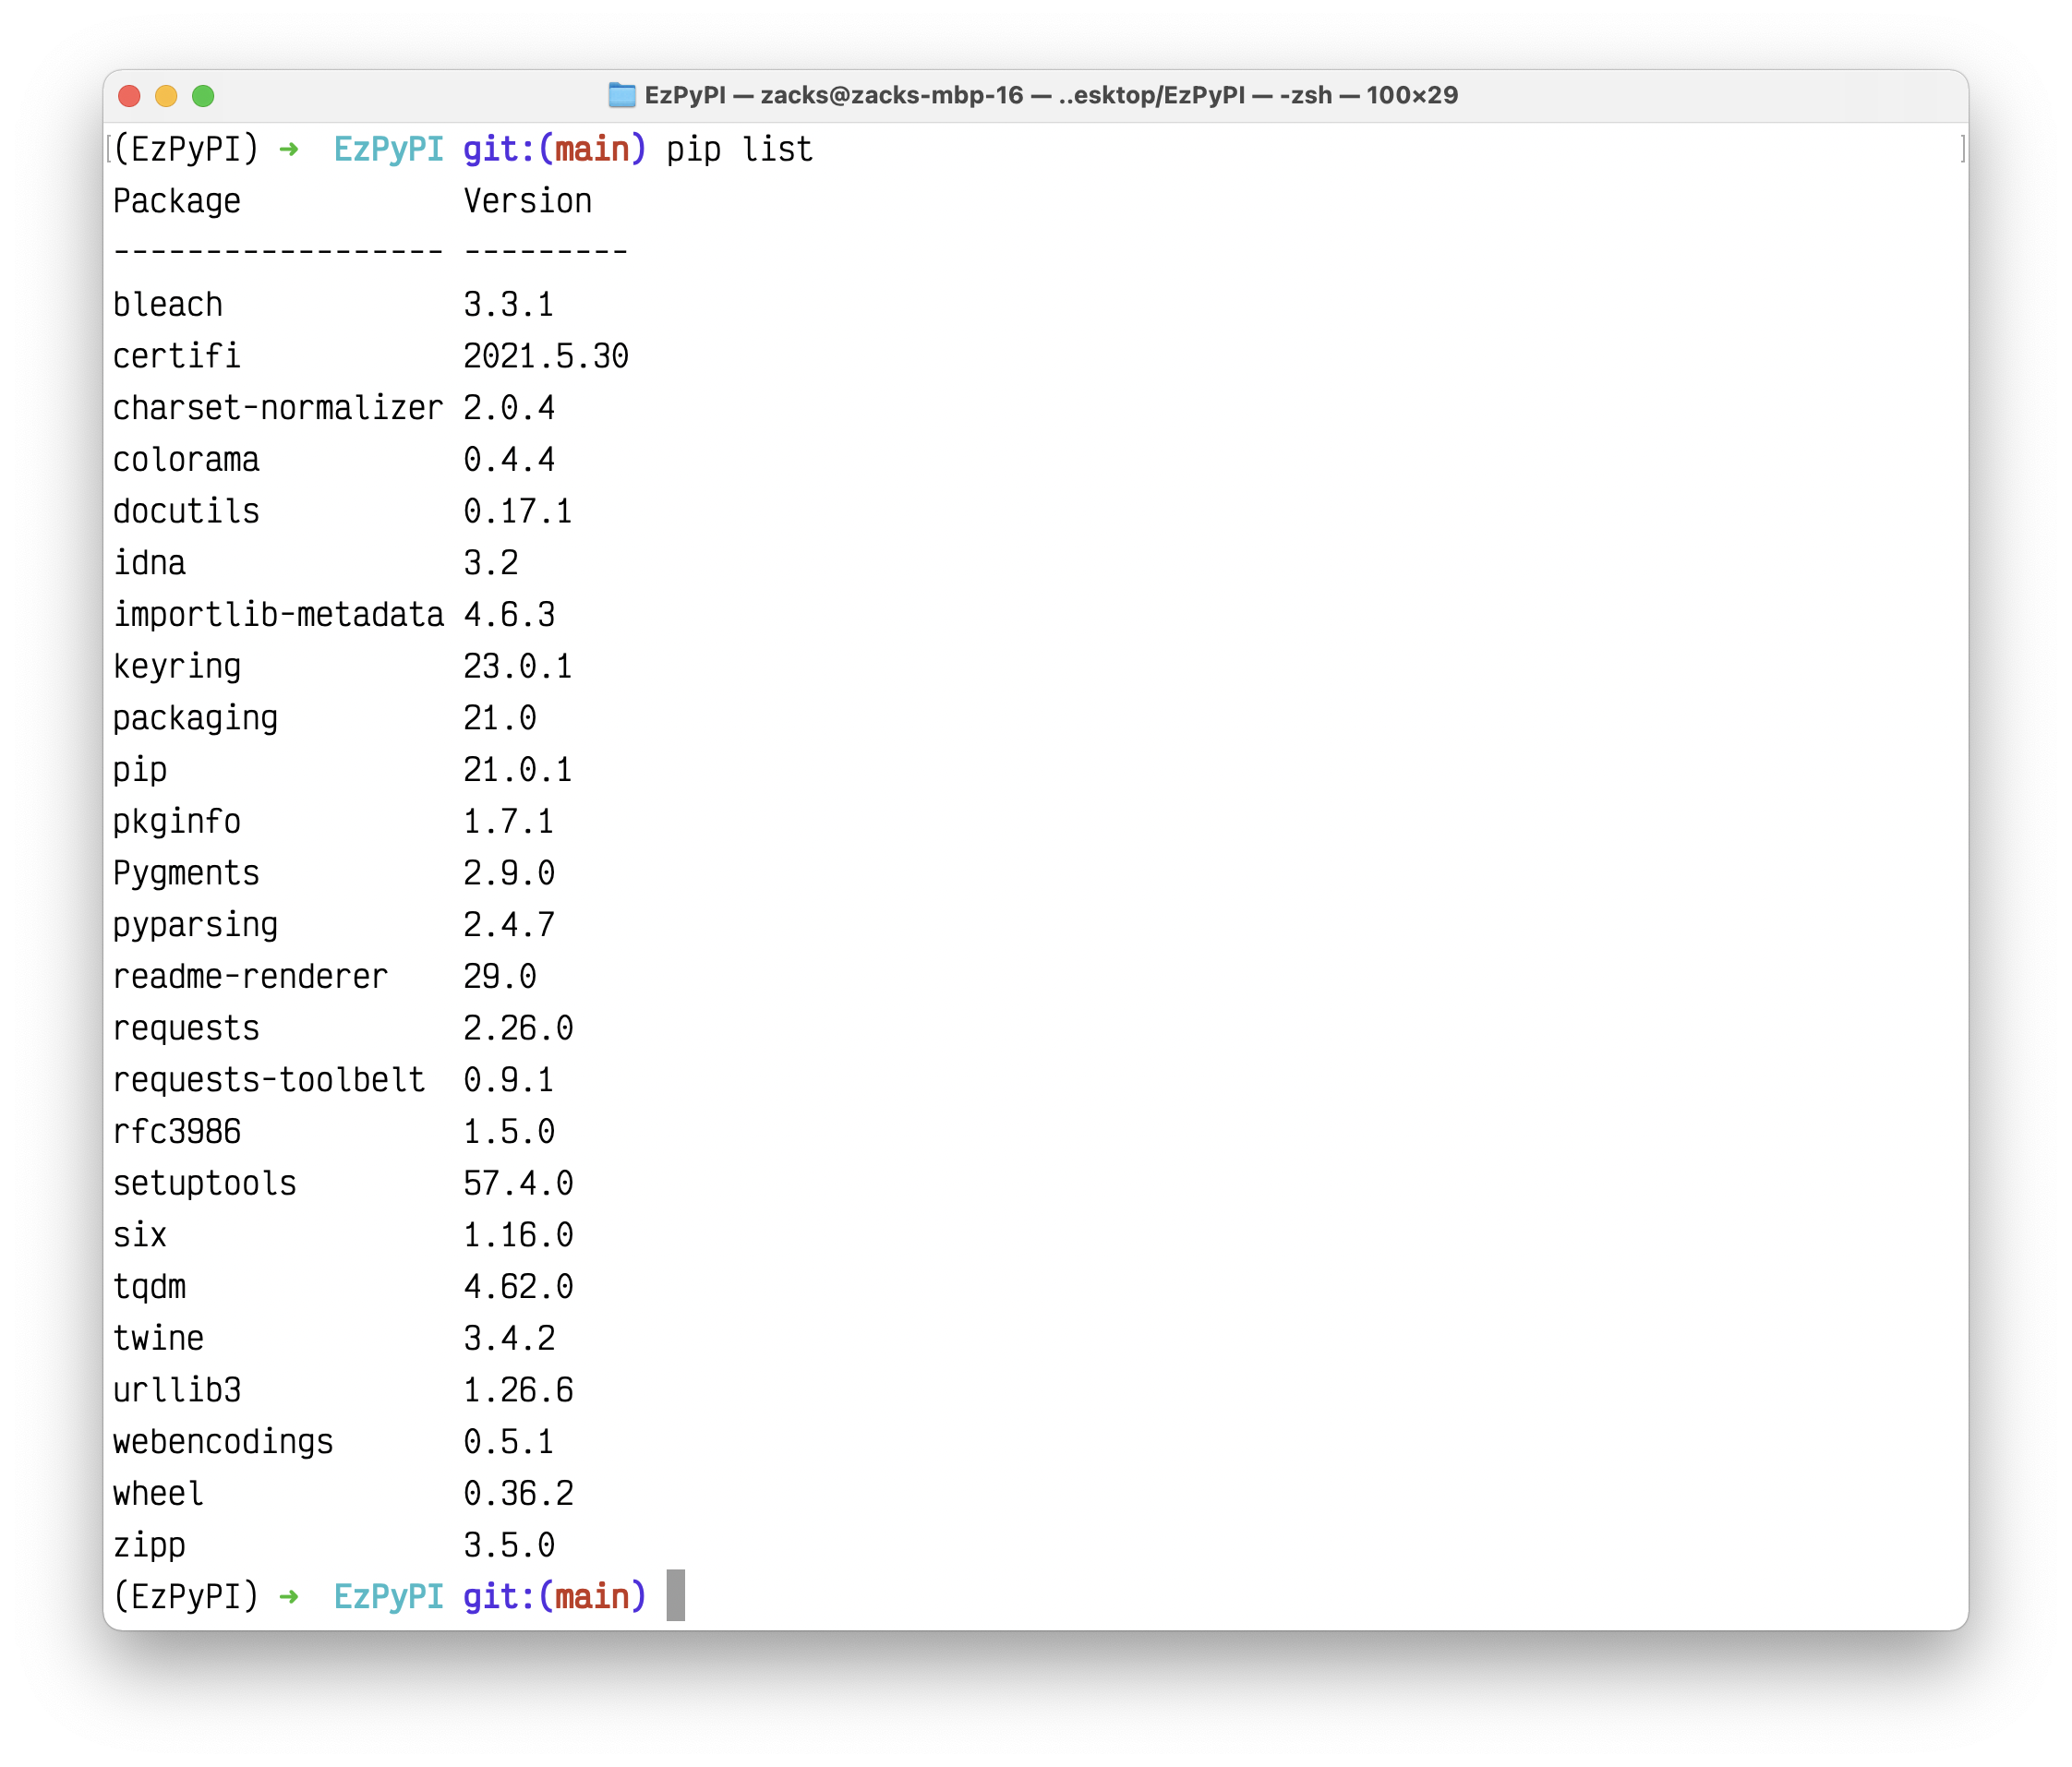 EzPyPI — zacks@zacks-mbp-16 — ..esktop/EzPyPI — -zsh — 100×29
[(EzPyPI) ➜  EzPyPI git:(main) pip list ]
Package            Version
------------------ ---------
bleach             3.3.1
certifi            2021.5.30
charset-normalizer 2.0.4
colorama           0.4.4
docutils           0.17.1
idna               3.2
importlib-metadata 4.6.3
keyring            23.0.1
packaging          21.0
pip                21.0.1
pkginfo            1.7.1
Pygments           2.9.0
pyparsing          2.4.7
readme-renderer    29.0
requests           2.26.0
requests-toolbelt  0.9.1
rfc3986            1.5.0
setuptools         57.4.0
six                1.16.0
tqdm               4.62.0
twine              3.4.2
urllib3            1.26.6
webencodings       0.5.1
wheel              0.36.2
zipp               3.5.0
(EzPyPI) ➜  EzPyPI git:(main)